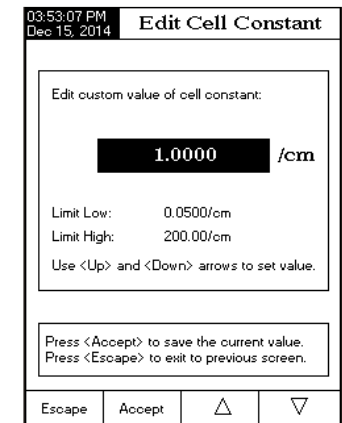 03:53:07 PM
Dec 15, 2014
Edit Cell Constant
Edit custom value of cell constant:
1.0000 /cm
Limit Low: 0.0500/cm
Limit High: 200.00/cm
Use <Up> and <Down> arrows to set value.
Press <Accept> to save the current value.
Press <Escape> to exit to previous screen.
Escape Accept △ ▽